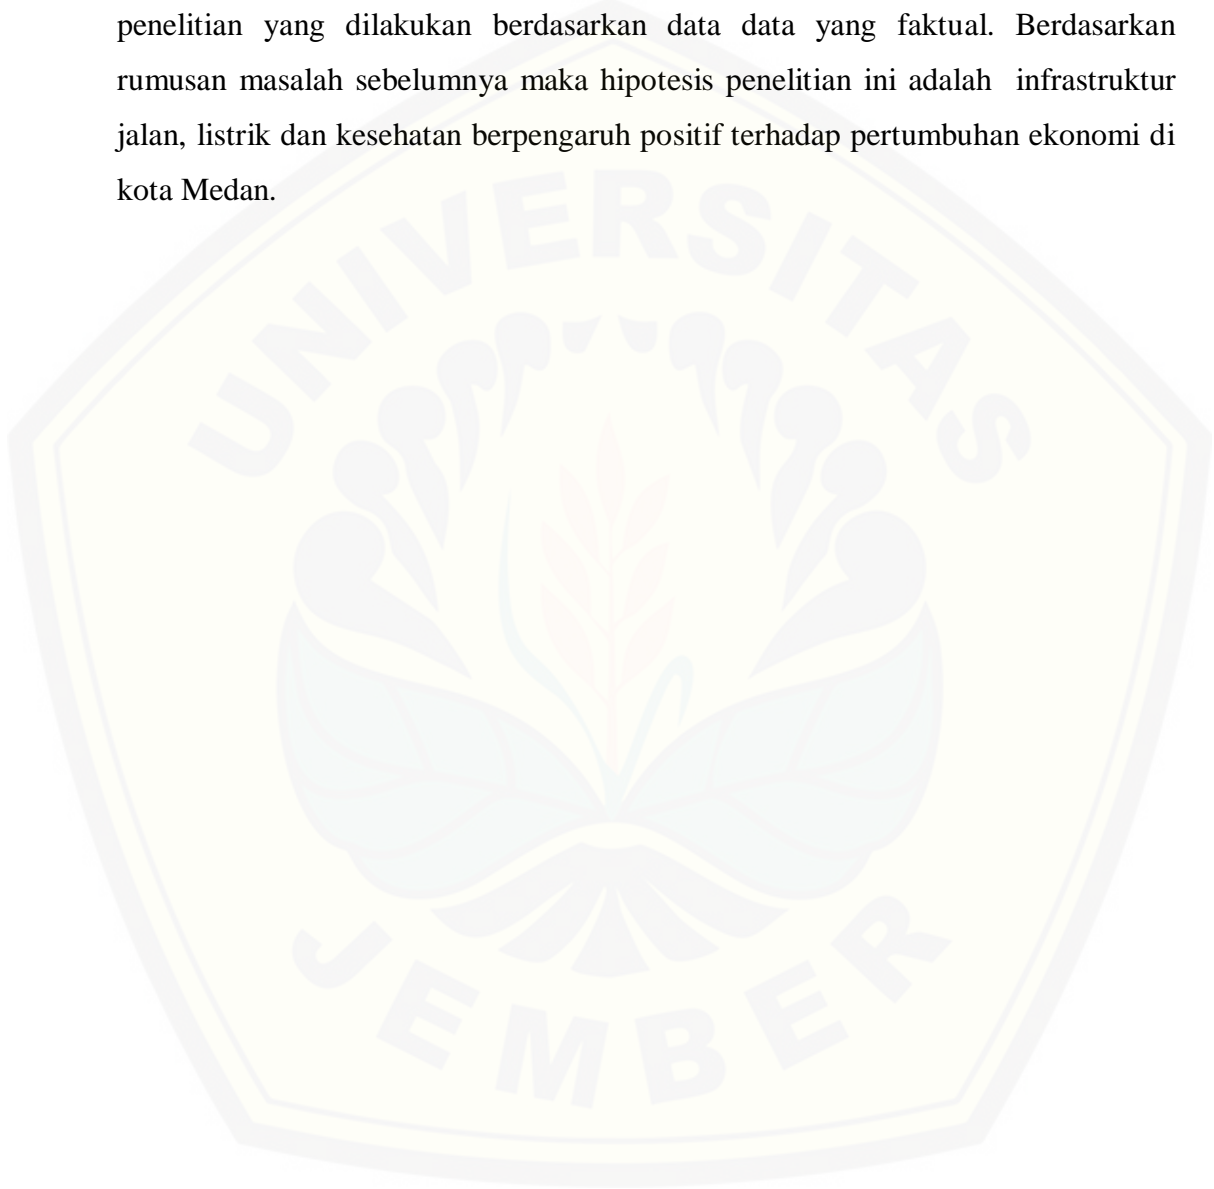 penelitian yang dilakukan berdasarkan data data yang faktual. Berdasarkan
rumusan masalah sebelumnya maka hipotesis penelitian ini adalah infrastruktur
jalan, listrik dan kesehatan berpengaruh positif terhadap pertumbuhan ekonomi di
kota Medan.
UNIVERSITAS
JEMBER